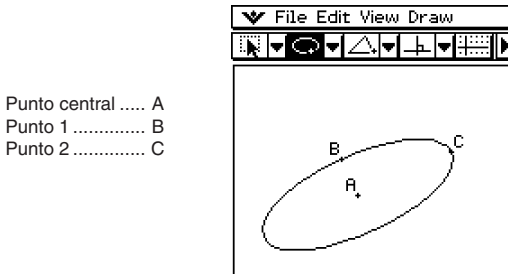 File Edit View Draw
Punto central ..... A
Punto 1 .............. B
Punto 2 .............. C
B
C
A